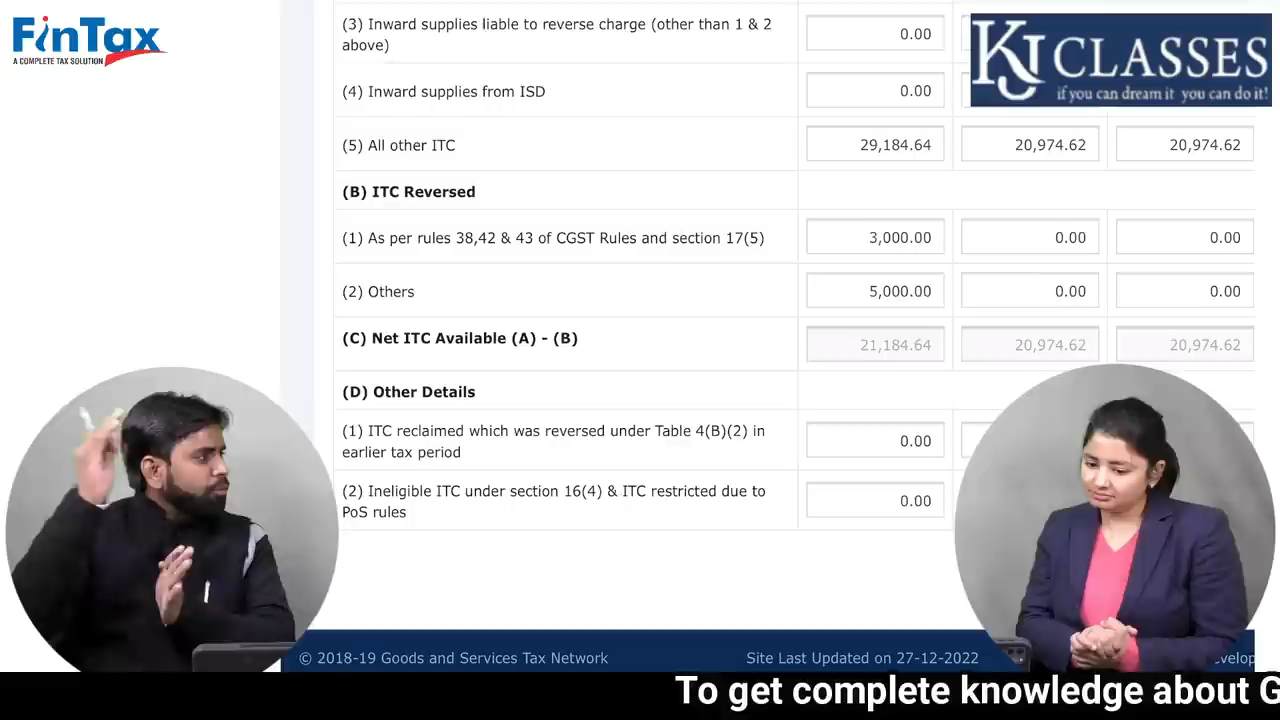 FinTax
A COMPLETE TAX SOLUTION
KJ CLASSES
if you can dream it you can do it!
(3) Inward supplies liable to reverse charge (other than 1 & 2
above)
0.00
(4) Inward supplies from ISD
0.00
(5) All other ITC
29,184.64
20,974.62
20,974.62
(B) ITC Reversed
(1) As per rules 38,42 & 43 of CGST Rules and section 17(5)
3,000.00
0.00
0.00
(2) Others
5,000.00
0.00
0.00
(C) Net ITC Available (A) - (B)
21,184.64
20,974.62
20,974.62
(D) Other Details
(1) ITC reclaimed which was reversed under Table 4(B)(2) in
earlier tax period
0.00
(2) Ineligible ITC under section 16(4) & ITC restricted due to
PoS rules
0.00
© 2018-19 Goods and Services Tax Network
Site Last Updated on 27-12-2022
To get complete knowledge about G